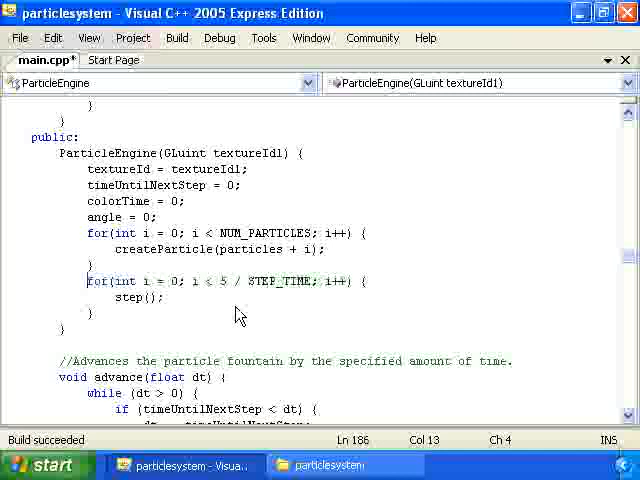 particlesystem - Visual C++ 2005 Express Edition
File Edit View Project Build Debug Tools Window Community Help
main.cpp* Start Page
ParticleEngine ParticleEngine(GLuint textureId1)
}
}
public:
ParticleEngine(GLuint textureId1) {
textureId = textureId1;
timeUntilNextStep = 0;
colorTime = 0;
angle = 0;
for(int i = 0; i < NUM_PARTICLES; i++) {
createParticle(particles + i);
}
for(int i = 0; i < 5 / STEP_TIME; i++) {
step();
}
}
//Advances the particle fountain by the specified amount of time.
void advance(float dt) {
while (dt > 0) {
if (timeUntilNextStep < dt) {
dt -= timeUntilNextStep;
Build succeeded Ln 186 Col 13 Ch 4 INS
start particlesystem - Visua... particlesystem